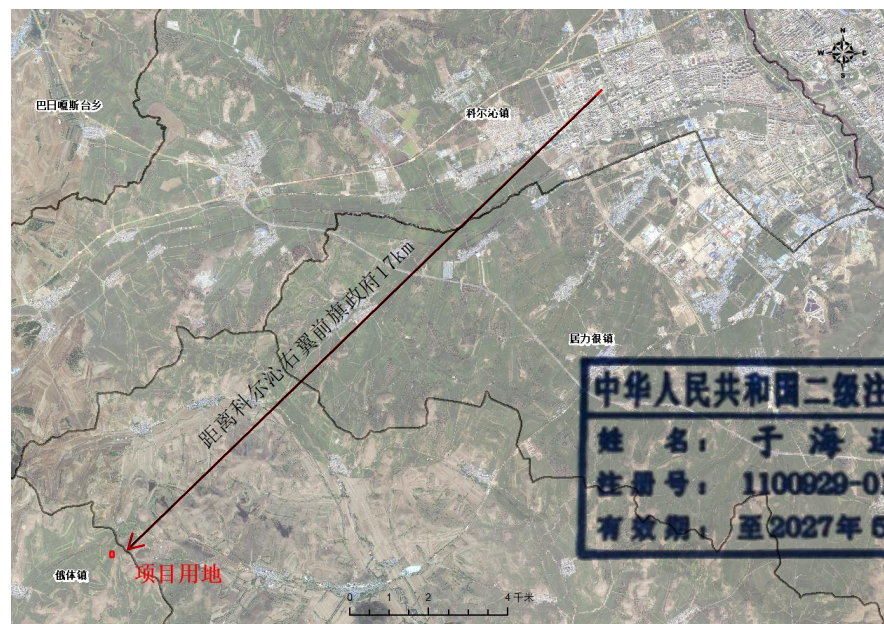 N
W E
S
巴日嘎斯台乡
科尔沁镇
距离科尔沁右翼前旗政府17km
居力很镇
中华人民共和国二级注
姓 名： 于 海
注册号： 1100929-01
有效期： 至2027年
俄体镇
项目用地
0 1 2 4 千米